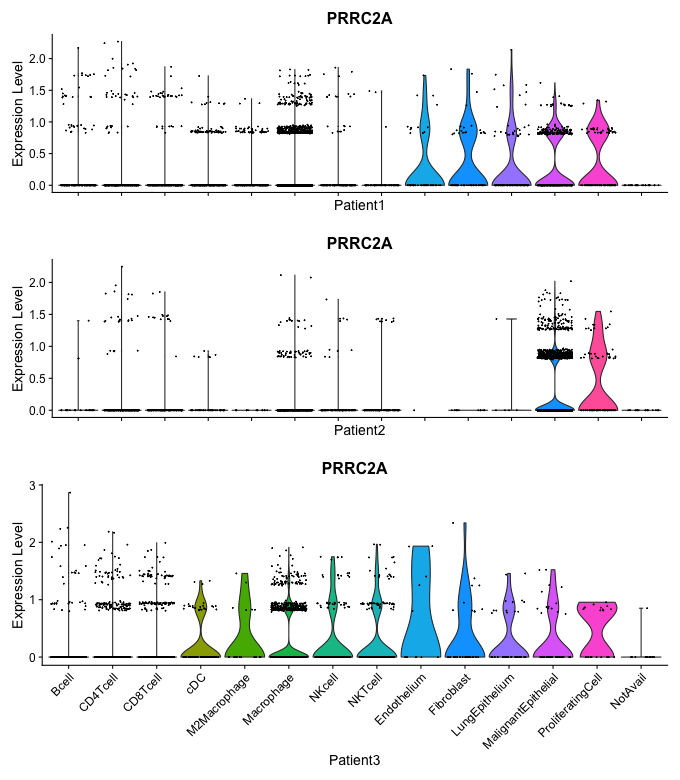 PRRC2A
Expression Level
2.0
1.5
1.0
0.5
0.0
Patient1
PRRC2A
Expression Level
2.0
1.5
1.0
0.5
0.0
Patient2
PRRC2A
Expression Level
3
2
1
0
Bcell
CD4Tcell
CD8Tcell
cDC
M2Macrophage
Macrophage
NKcell
NKTcell
Endothelium
Fibroblast
LungEpithelium
MalignantEpithelial
ProliferatingCell
NotAvail
Patient3